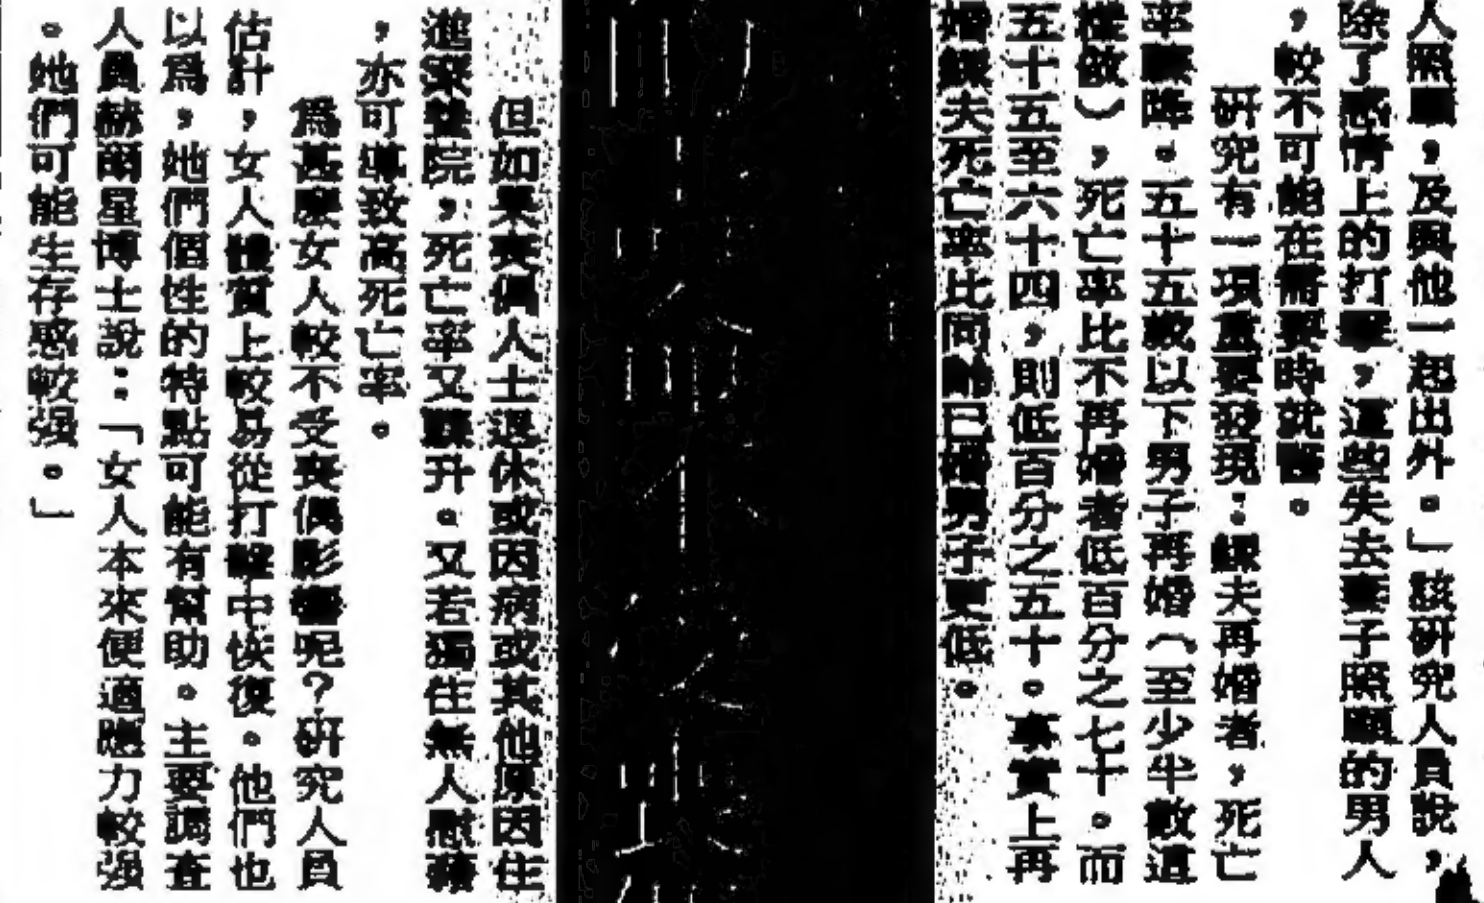 人照顧，及與他一起出外。」該研究人員說，
除了感情上的打擊，這些失去妻子照顧的男人
，較不可能在需要時就醫。
研究有一項重要發現：鰥夫再婚者，死亡
率驟降。五十五歲以下男子再婚（至少半數這
樣做），死亡率比不再婚者低百分之七十。而
五十五至六十四，則低百分之五十。事實上再
婚鰥夫死亡率比同齡已婚男子更低。
但如果喪偶人士退休或因病或其他原因住
進療養院，死亡率又驟升。又若獨住無人慰藉
，亦可導致高死亡率。
爲甚麽女人較不受喪偶影響呢？研究人員
估計，女人體質上較易從打擊中恢復。他們也
以爲，她們個性的特點可能有幫助。主要調查
人員赫爾星博士說：「女人本來便適應力較强
。她們可能生存感較强。」